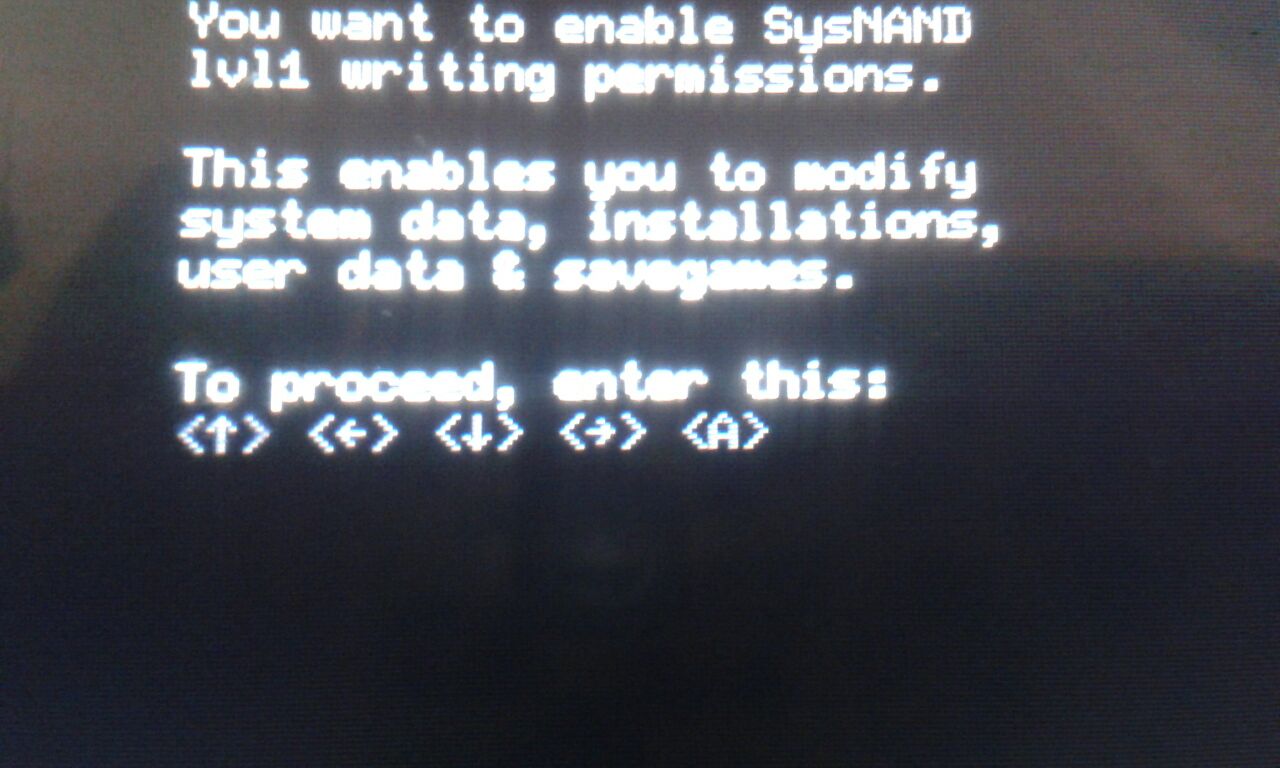 You want to enable SysNAND
lvl1 writing permissions.
This enables you to modify
system data, installations,
user data & savegames.
To proceed, enter this:
<↑> <←> <↓> <→> <A>